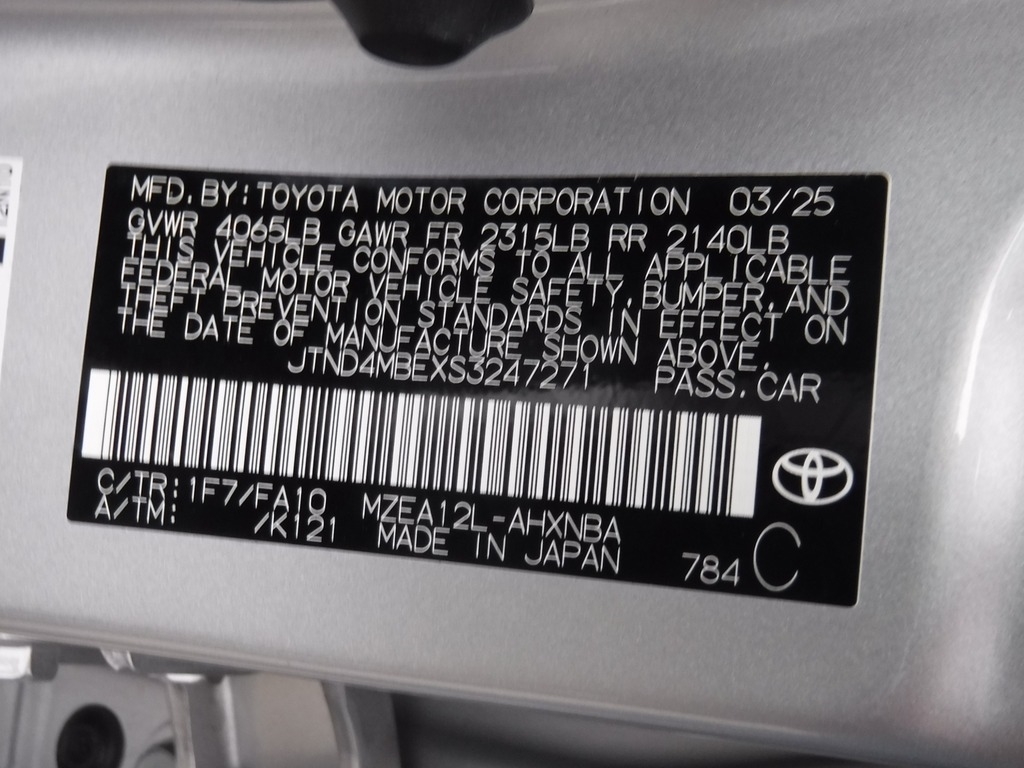 MFD. BY: TOYOTA MOTOR CORPORATION 03/25
GVWR 4065LB GAWR FR 2315LB RR 2140LB
THIS VEHICLE CONFORMS TO ALL APPLICABLE
FEDERAL MOTOR VEHICLE SAFETY, BUMPER, AND
THEFT PREVENTION STANDARDS IN EFFECT ON
THE DATE OF MANUFACTURE SHOWN ABOVE.
JTND4MBEXS3247271 PASS. CAR
C/TR: 1F7/FA10 MZEA12L-AHXNBA
A/TM: /K121 MADE IN JAPAN
784 C